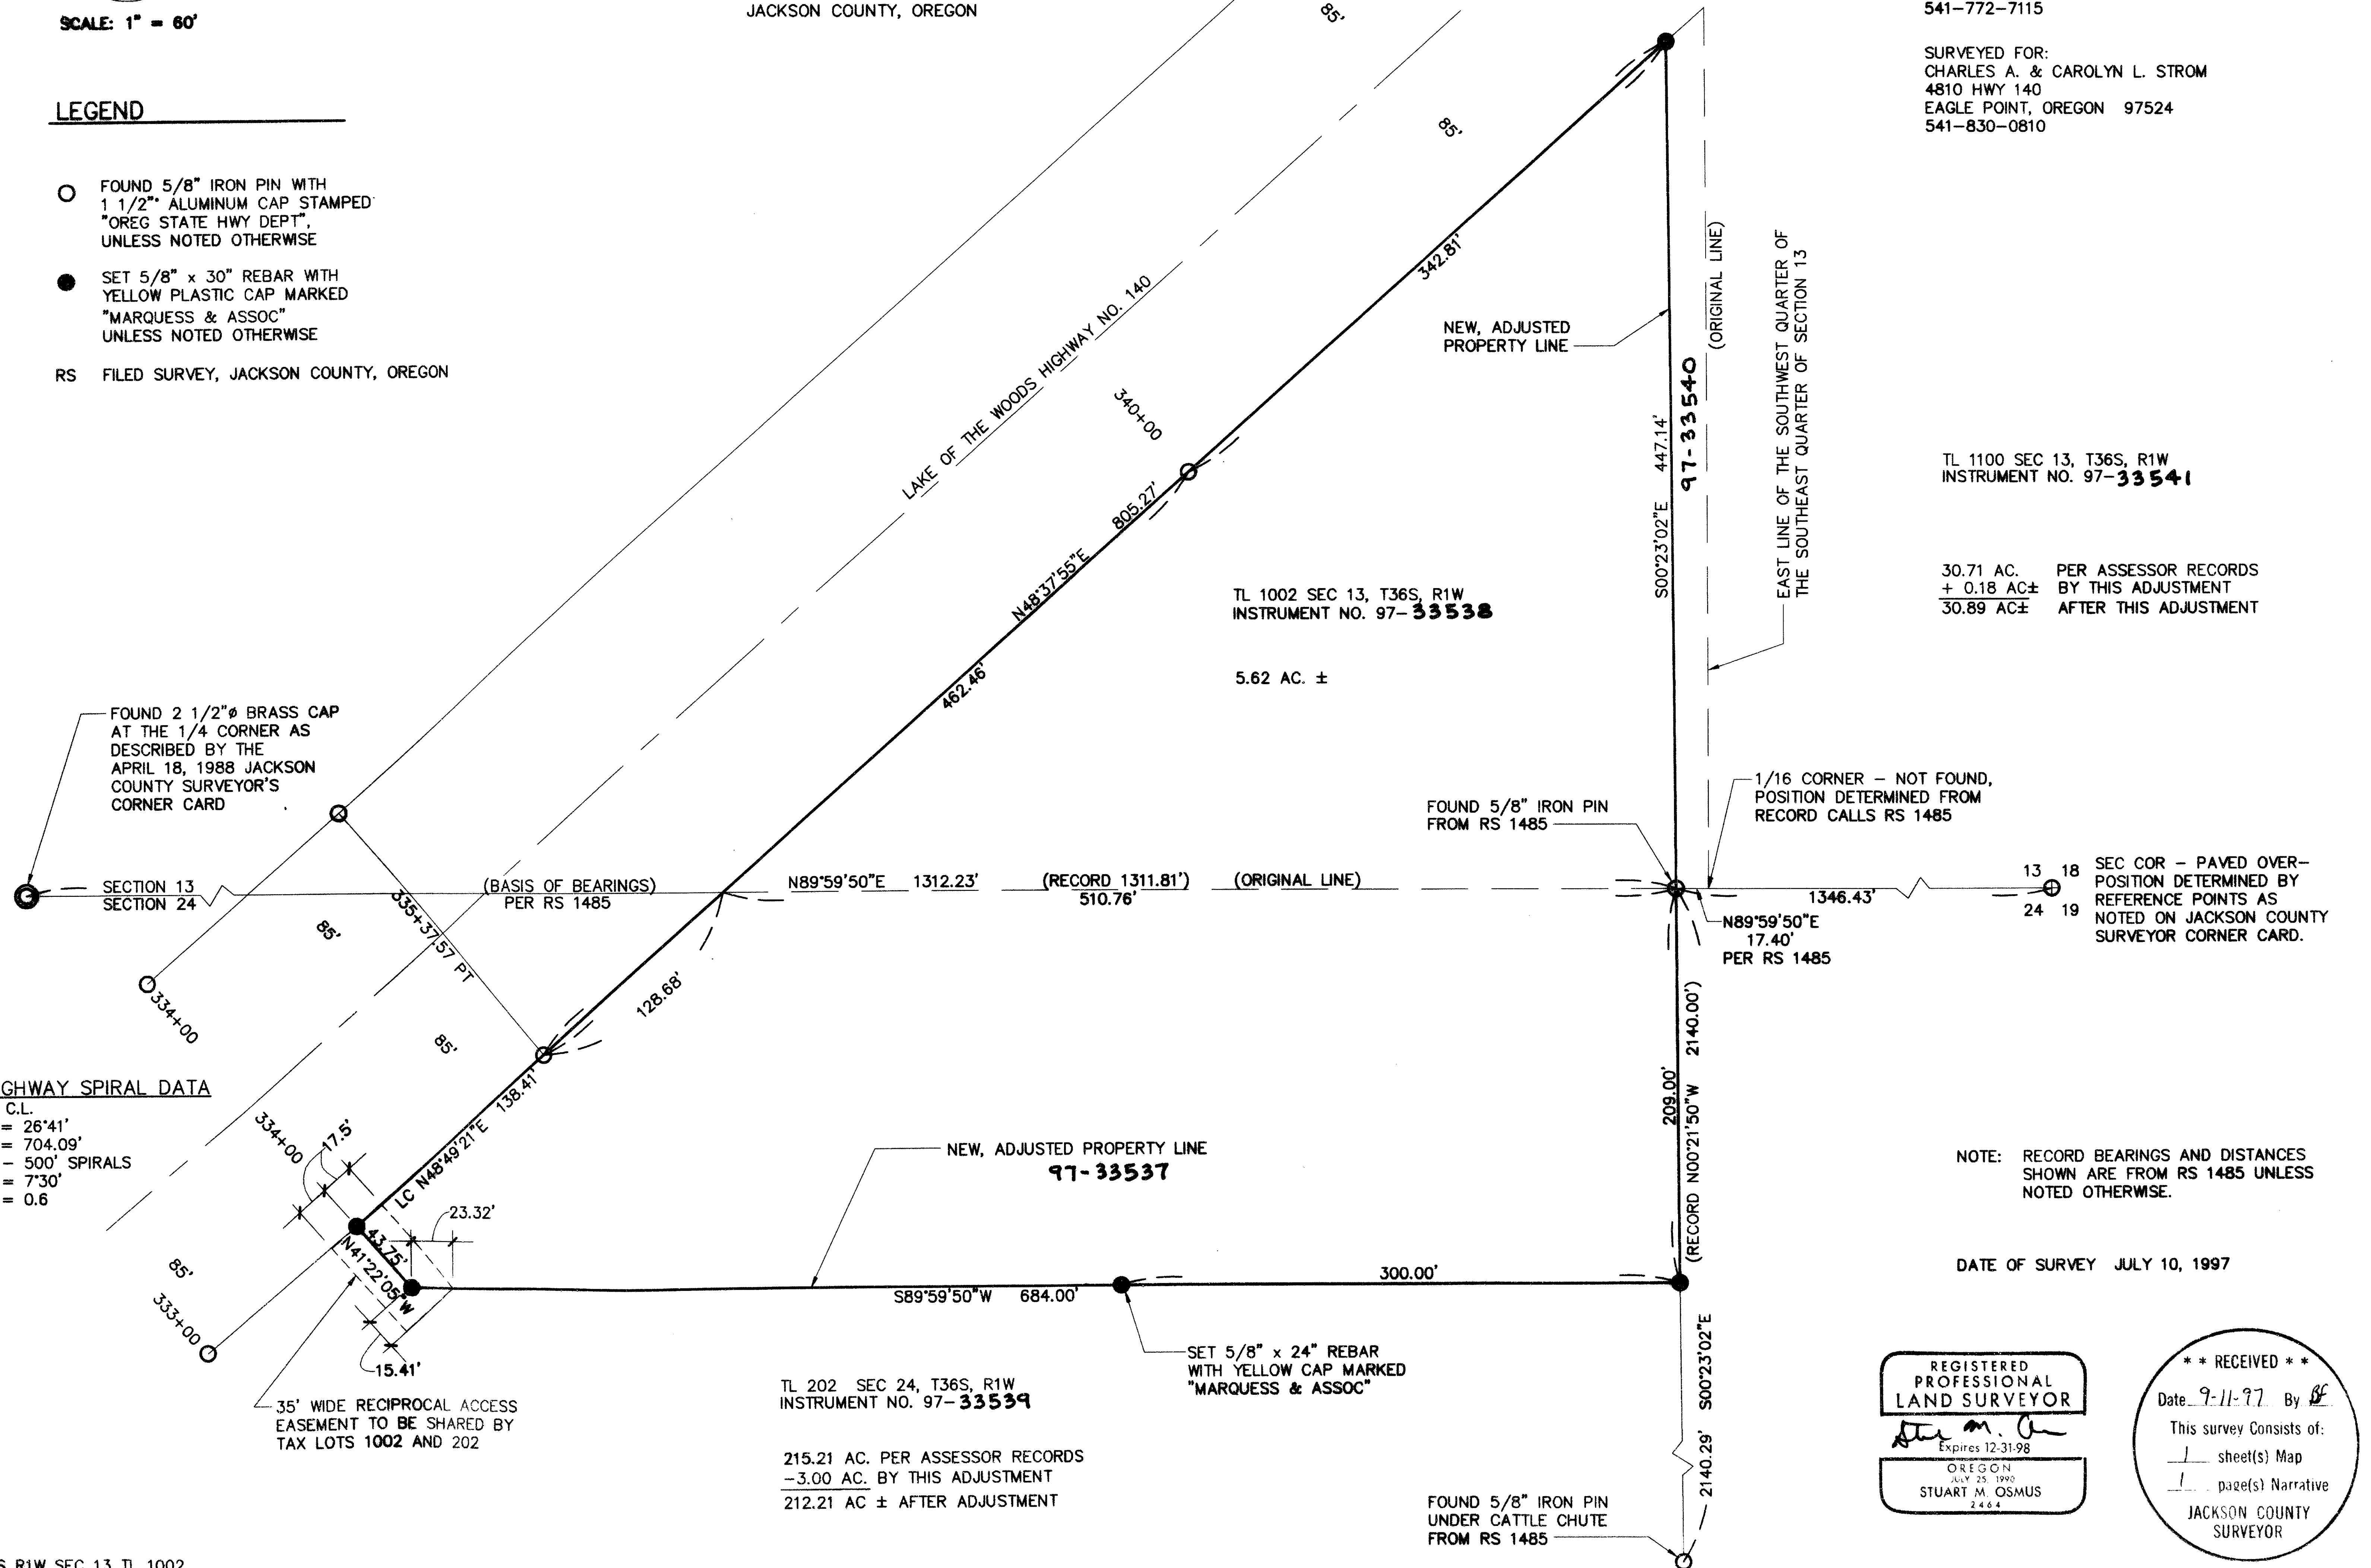 SCALE: 1" = 60'
JACKSON COUNTY, OREGON
541-772-7115
SURVEYED FOR:
CHARLES A. & CAROLYN L. STROM
4810 HWY 140
EAGLE POINT, OREGON 97524
541-830-0810
LEGEND
FOUND 5/8" IRON PIN WITH
1 1/2" ALUMINUM CAP STAMPED
"OREG STATE HWY DEPT",
UNLESS NOTED OTHERWISE
SET 5/8" x 30" REBAR WITH
YELLOW PLASTIC CAP MARKED
"MARQUESS & ASSOC"
UNLESS NOTED OTHERWISE
RS FILED SURVEY, JACKSON COUNTY, OREGON
85'
85'
LAKE OF THE WOODS HIGHWAY NO. 140
340+00
342.81'
805.27'
N48°37'55"E
462.46'
NEW, ADJUSTED
PROPERTY LINE
S00°23'02"E 447.14'
97-33540
(ORIGINAL LINE)
EAST LINE OF THE SOUTHWEST QUARTER OF
THE SOUTHEAST QUARTER OF SECTION 13
TL 1100 SEC 13, T36S, R1W
INSTRUMENT NO. 97-33541
30.71 AC. PER ASSESSOR RECORDS
+ 0.18 AC± BY THIS ADJUSTMENT
30.89 AC± AFTER THIS ADJUSTMENT
TL 1002 SEC 13, T36S, R1W
INSTRUMENT NO. 97-33538
5.62 AC. ±
FOUND 2 1/2"ø BRASS CAP
AT THE 1/4 CORNER AS
DESCRIBED BY THE
APRIL 18, 1988 JACKSON
COUNTY SURVEYOR'S
CORNER CARD
FOUND 5/8" IRON PIN
FROM RS 1485
1/16 CORNER - NOT FOUND,
POSITION DETERMINED FROM
RECORD CALLS RS 1485
SECTION 13
SECTION 24
(BASIS OF BEARINGS)
PER RS 1485
N89°59'50"E 1312.23' (RECORD 1311.81') (ORIGINAL LINE)
510.76'
1346.43'
13 18
24 19
SEC COR - PAVED OVER-
POSITION DETERMINED BY
REFERENCE POINTS AS
NOTED ON JACKSON COUNTY
SURVEYOR CORNER CARD.
N89°59'50"E
17.40'
PER RS 1485
335+37.57 PT
85'
334+00
85'
128.68'
138.41'
LC N48°49'21"E
GHWAY SPIRAL DATA
C.L.
= 26°41'
= 704.09'
- 500' SPIRALS
= 7°30'
= 0.6
334+00
17.5'
43.75'
N41°22'05"W
23.32'
85'
333+00
15.41'
35' WIDE RECIPROCAL ACCESS
EASEMENT TO BE SHARED BY
TAX LOTS 1002 AND 202
NEW, ADJUSTED PROPERTY LINE
97-33537
S89°59'50"W 684.00'
300.00'
209.00'
(RECORD N00°21'50"W 2140.00')
2140.29' S00°23'02"E
SET 5/8" x 24" REBAR
WITH YELLOW CAP MARKED
"MARQUESS & ASSOC"
TL 202 SEC 24, T36S, R1W
INSTRUMENT NO. 97-33539
215.21 AC. PER ASSESSOR RECORDS
-3.00 AC. BY THIS ADJUSTMENT
212.21 AC ± AFTER ADJUSTMENT
FOUND 5/8" IRON PIN
UNDER CATTLE CHUTE
FROM RS 1485
NOTE: RECORD BEARINGS AND DISTANCES
SHOWN ARE FROM RS 1485 UNLESS
NOTED OTHERWISE.
DATE OF SURVEY JULY 10, 1997
REGISTERED
PROFESSIONAL
LAND SURVEYOR
Expires 12-31-98
OREGON
JULY 25, 1990
STUART M. OSMUS
2464
* * RECEIVED * *
Date 9-11-97 By BF
This survey Consists of:
1 sheet(s) Map
1 page(s) Narrative
JACKSON COUNTY
SURVEYOR
S R1W SEC 13 TL 1002